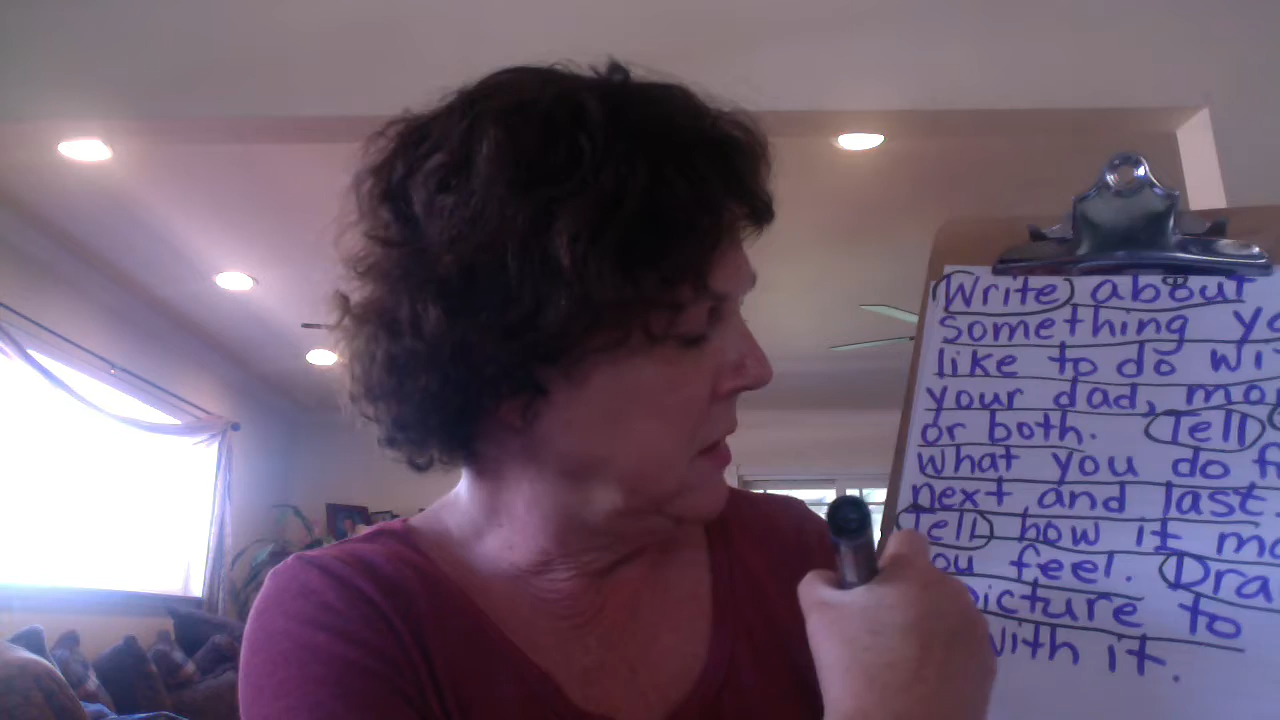 Write about
something yo
like to do wi
your dad, mo
or both. Tell
what you do fi
next and last.
Tell how it ma
ou feel. Dra
picture to
with it.